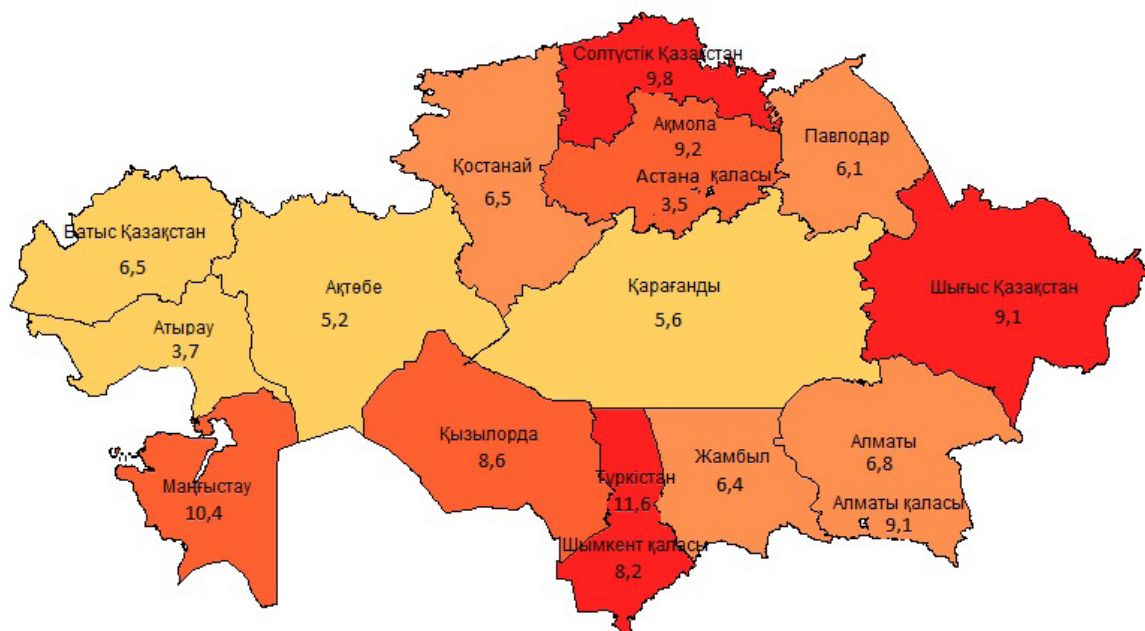 Солтүстік Қазақстан
9,8
Ақмола
9,2
Астана қаласы
3,5
Павлодар
6,1
Қостанай
6,5
Батыс Қазақстан
6,5
Ақтөбе
5,2
Қарағанды
5,6
Шығыс Қазақстан
9,1
Атырау
3,7
Қызылорда
8,6
Маңғыстау
10,4
Түркістан
11,6
Шымкент қаласы
8,2
Жамбыл
6,4
Алматы
6,8
Алматы қаласы
9,1